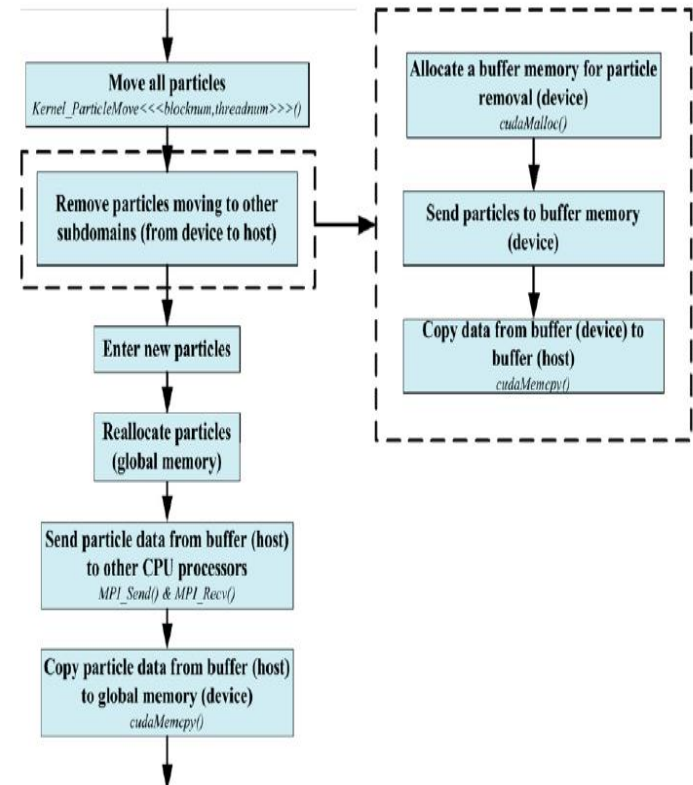 Move all particles
Kernel_ParticleMove<<<blocknum,threadnum>>>()
Remove particles moving to other
subdomains (from device to host)
Enter new particles
Reallocate particles
(global memory)
Send particle data from buffer (host)
to other CPU processors
MPI_Send() & MPI_Recv()
Copy particle data from buffer (host)
to global memory (device)
cudaMemcpy()
Allocate a buffer memory for particle
removal (device)
cudaMalloc()
Send particles to buffer memory
(device)
Copy data from buffer (device) to
buffer (host)
cudaMemcpy()